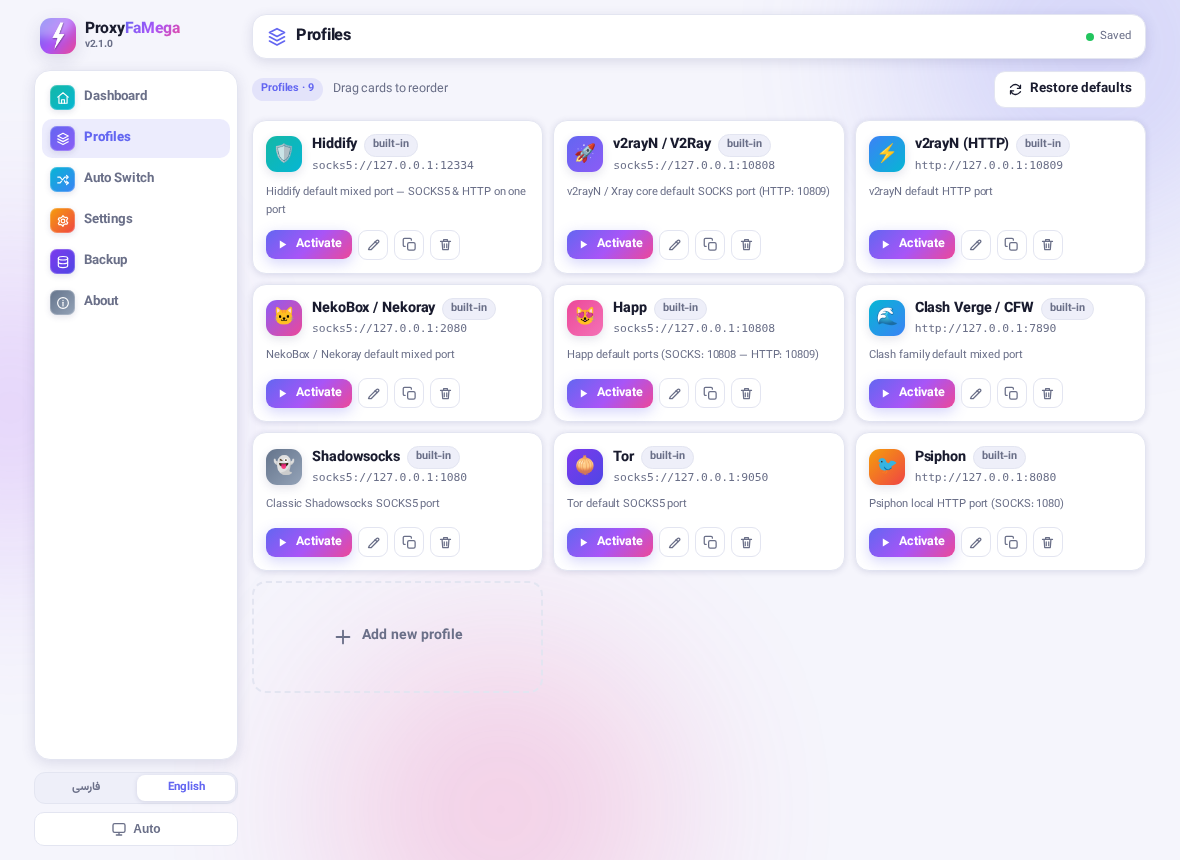 ProxyFaMega
v2.1.0
Dashboard
Profiles
Auto Switch
Settings
Backup
About
فارسی
English
Auto
Profiles
Saved
Profiles · 9
Drag cards to reorder
Restore defaults
Hiddify
built-in
socks5://127.0.0.1:12334
Hiddify default mixed port — SOCKS5 & HTTP on one
port
Activate
v2rayN / V2Ray
built-in
socks5://127.0.0.1:10808
v2rayN / Xray core default SOCKS port (HTTP: 10809)
Activate
v2rayN (HTTP)
built-in
http://127.0.0.1:10809
v2rayN default HTTP port
Activate
NekoBox / Nekoray
built-in
socks5://127.0.0.1:2080
NekoBox / Nekoray default mixed port
Activate
Happ
built-in
socks5://127.0.0.1:10808
Happ default ports (SOCKS: 10808 — HTTP: 10809)
Activate
Clash Verge / CFW
built-in
http://127.0.0.1:7890
Clash family default mixed port
Activate
Shadowsocks
built-in
socks5://127.0.0.1:1080
Classic Shadowsocks SOCKS5 port
Activate
Tor
built-in
socks5://127.0.0.1:9050
Tor default SOCKS5 port
Activate
Psiphon
built-in
http://127.0.0.1:8080
Psiphon local HTTP port (SOCKS: 1080)
Activate
Add new profile